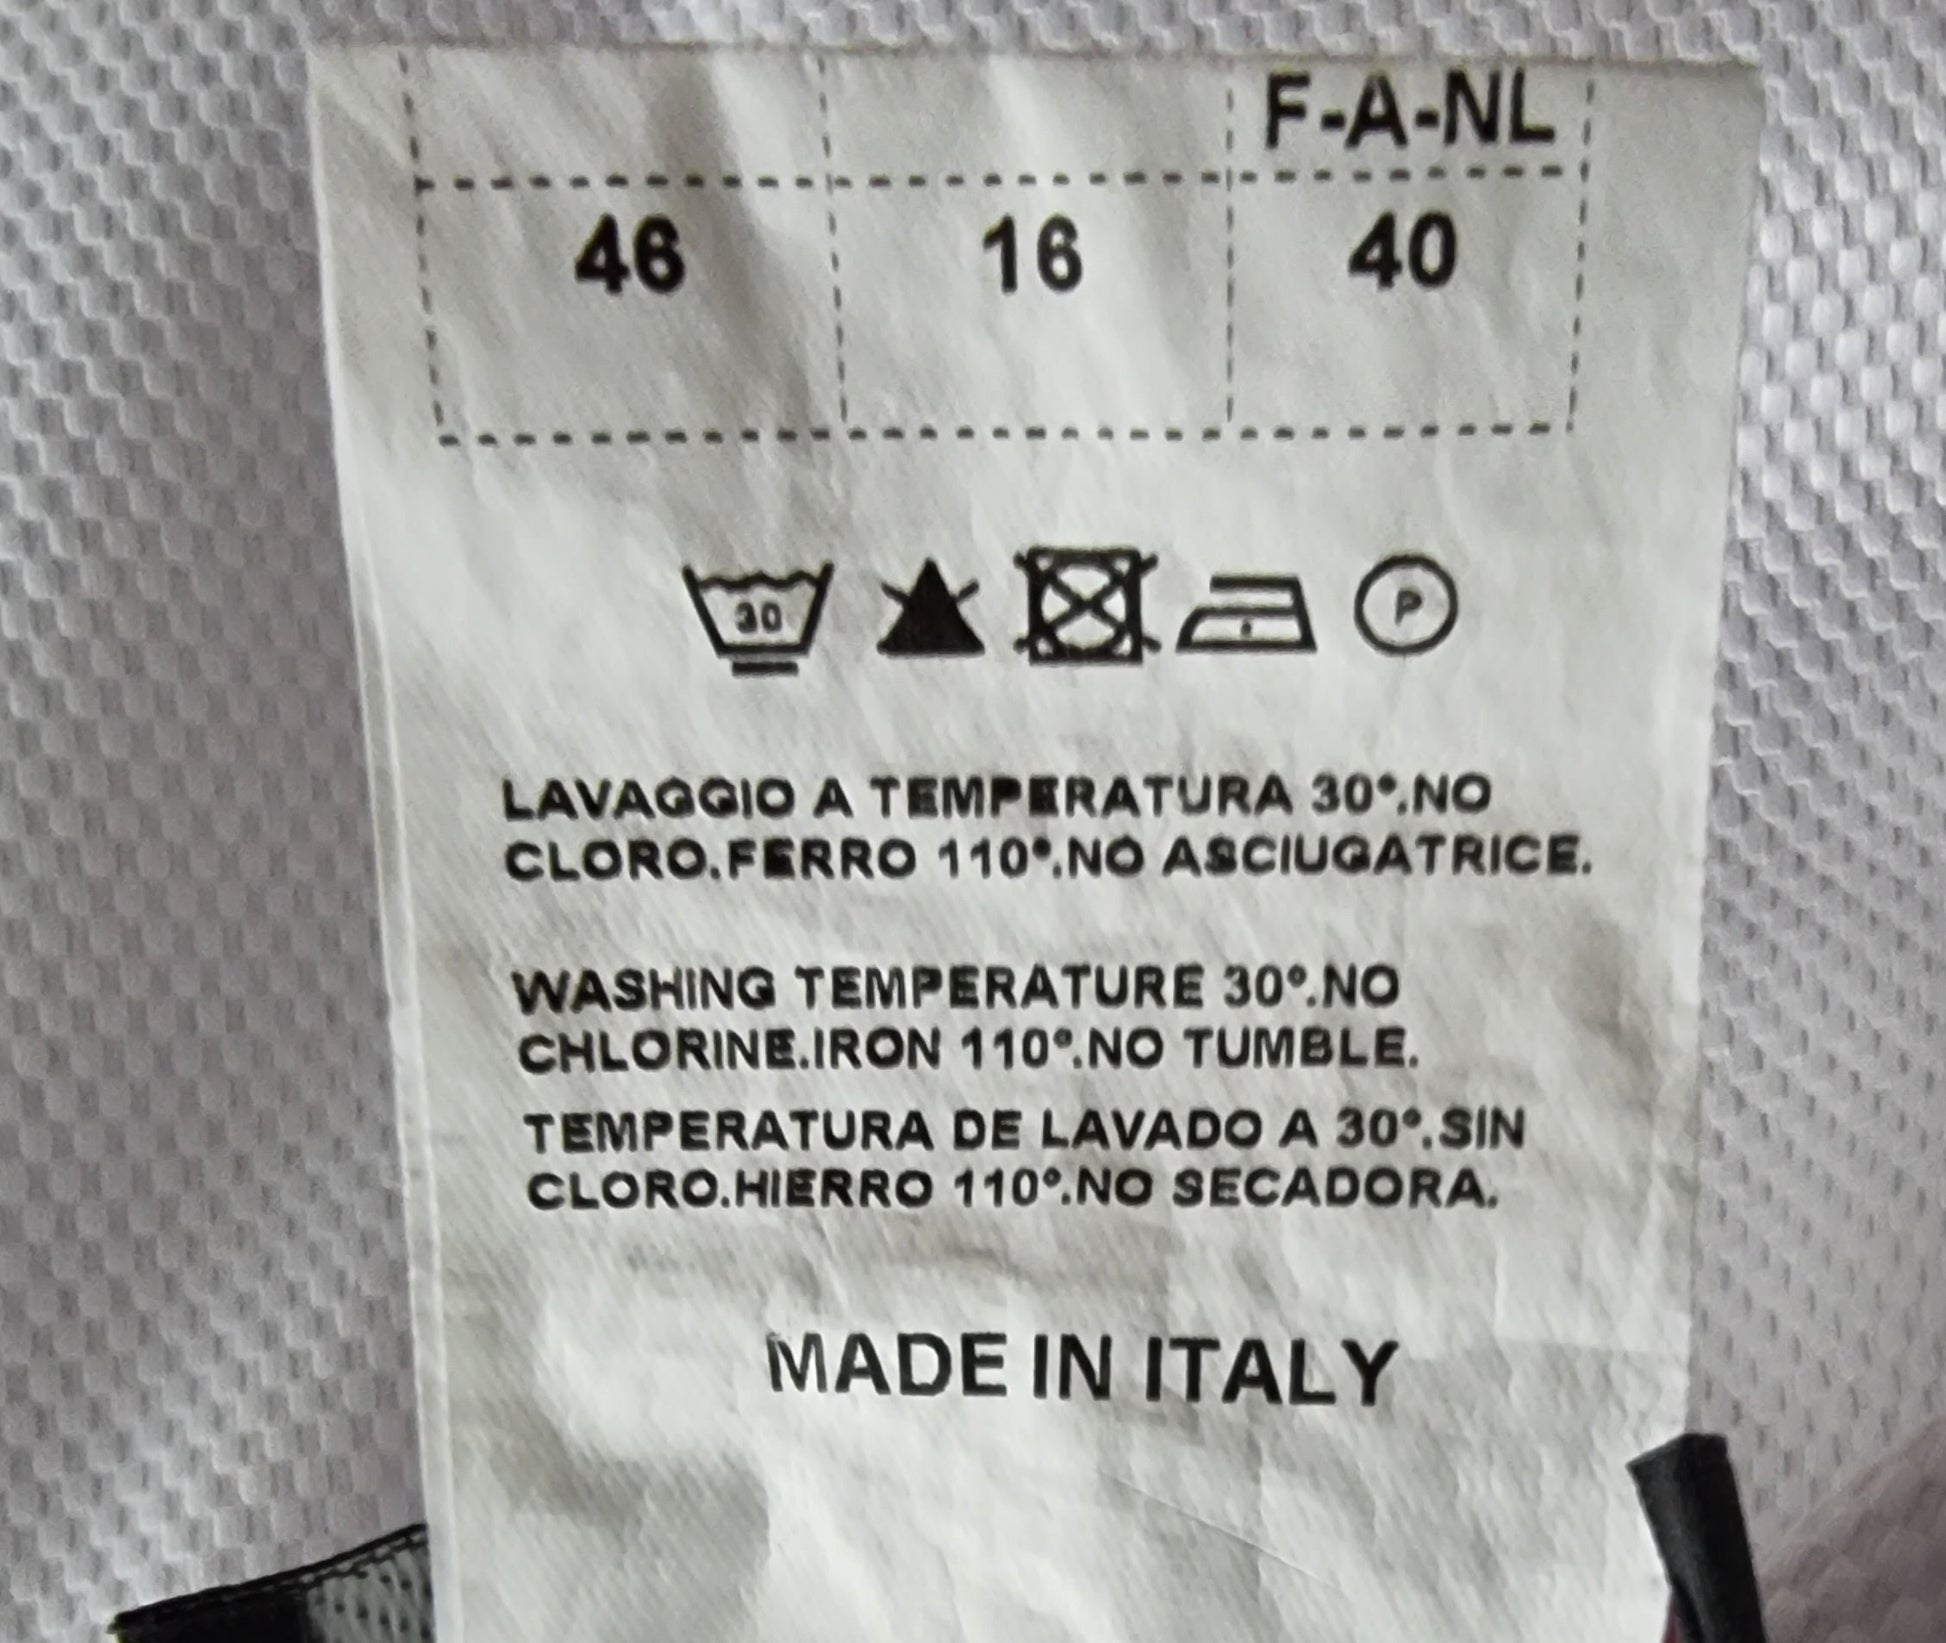 F-A-NL
46 16 40
30 P
LAVAGGIO A TEMPERATURA 30°.NO
CLORO.FERRO 110°.NO ASCIUGATRICE.
WASHING TEMPERATURE 30°.NO
CHLORINE.IRON 110°.NO TUMBLE.
TEMPERATURA DE LAVADO A 30°.SIN
CLORO.HIERRO 110°.NO SECADORA.
MADE IN ITALY